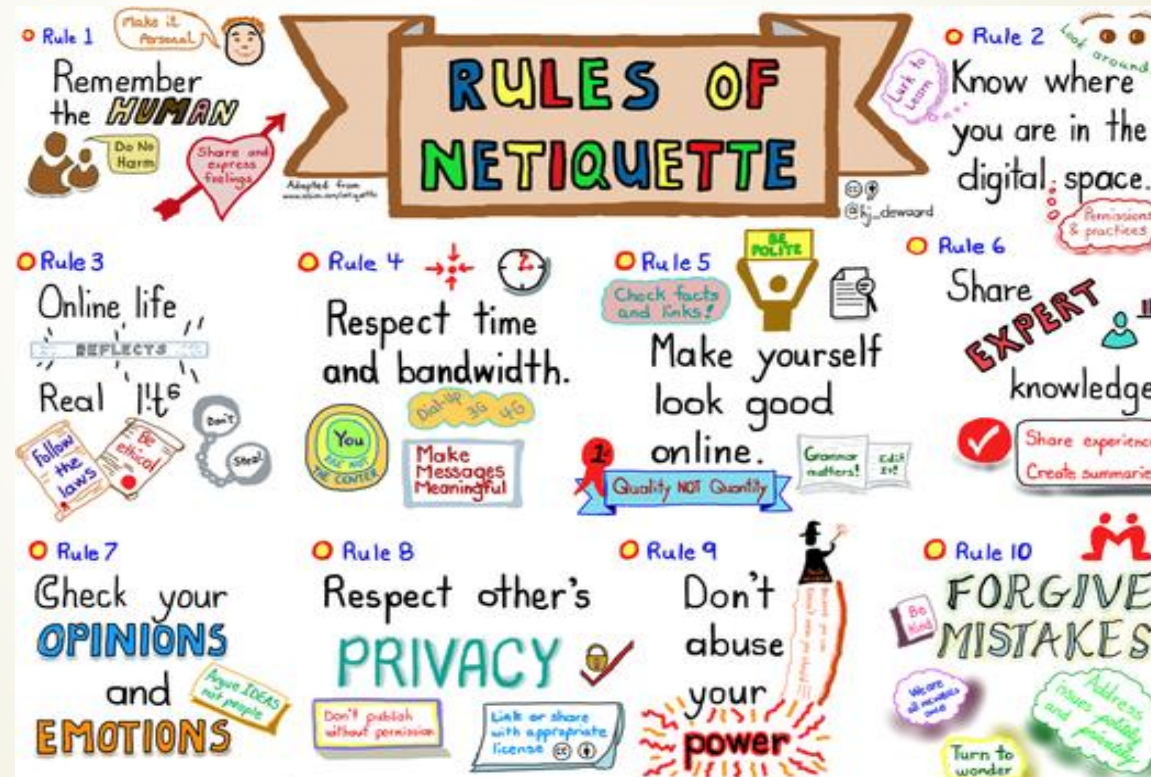 RULES OF
NETIQUETTE
Adapted from
@hj_dewaard
Rule 1
Make it
Personal
Remember
the HUMAN
Do No
Harm
Share and
express
feelings
Rule 2
Look around
Lurk to
Learn
Know where
you are in the
digital space.
Permissions
& practices
Rule 3
Online life
REFLECTS
Real life
Follow
the
laws
Be
ethical
Don't
Steal
Rule 4
Respect time
and bandwidth.
Dial-up 3G 4G
You
ARE NOT
THE CENTER
Make
Messages
Meaningful
Rule 5
BE
POLITE
Check facts
and links!
Make yourself
look good
online.
1
Quality NOT Quantity
Grammar
matters!
Edit
it!
Rule 6
Share
EXPERT
knowledge
Share experienc
Create summarie
Rule 7
Check your
OPINIONS
and
EMOTIONS
Argue IDEAS
not people
Rule 8
Respect other's
PRIVACY
Don't publish
without permission
Link or share
with appropriate
license
Rule 9
Don't
abuse
your
power
Rule 10
FORGIVE
MISTAKES
Be
Kind
We are
all newbies
once
Address
issues politely
and privately
Turn to
wonder